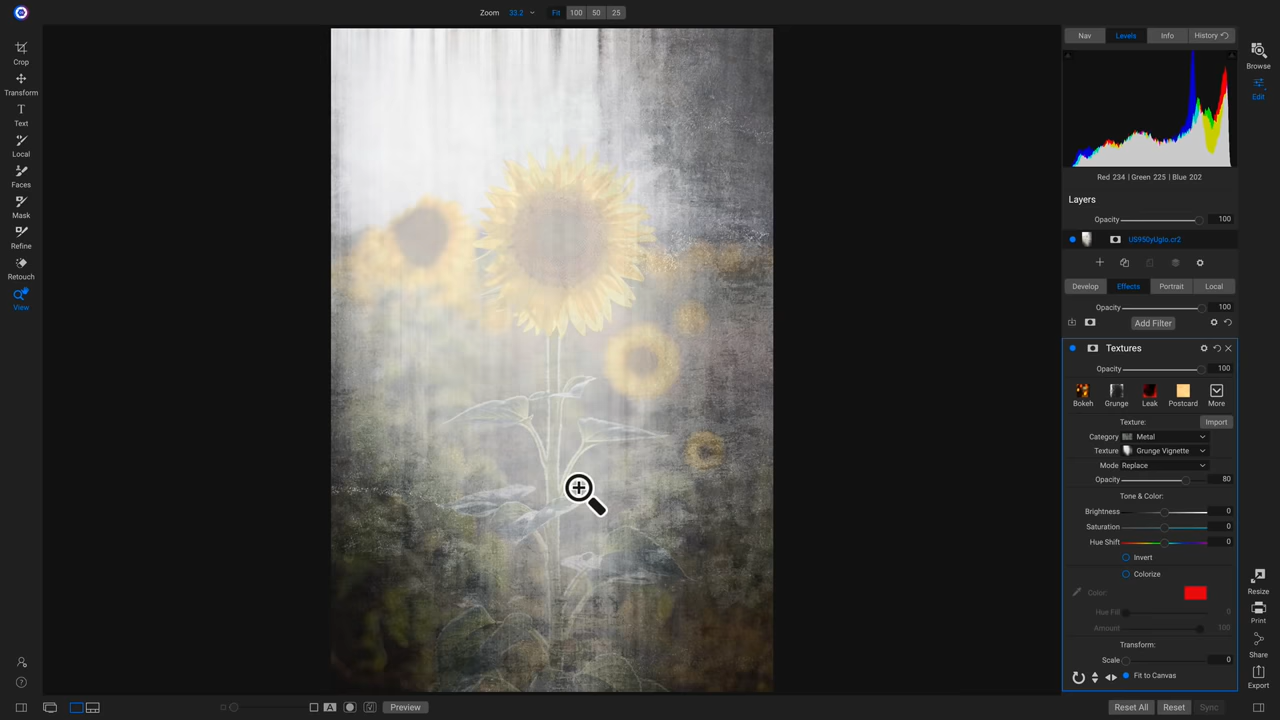 Zoom 33.2 Fit 100 50 25
Crop
Transform
T
Text
Local
Faces
Mask
Refine
Retouch
View
Nav Levels Info History
Red 234 | Green 225 | Blue 202
Layers
Opacity 100
US950yUglo.cr2
Develop Effects Portrait Local
Opacity 100
Add Filter
Textures
Opacity 100
Bokeh Grunge Leak Postcard More
Texture: Import
Category Metal
Texture Grunge Vignette
Mode Replace
Opacity 80
Tone & Color:
Brightness 0
Saturation 0
Hue Shift 0
Invert
Colorize
Color:
Hue Fill 0
Amount 100
Transform:
Scale 0
Fit to Canvas
Browse
Edit
Resize
Print
Share
Export
?
A Preview
Reset All Reset Sync